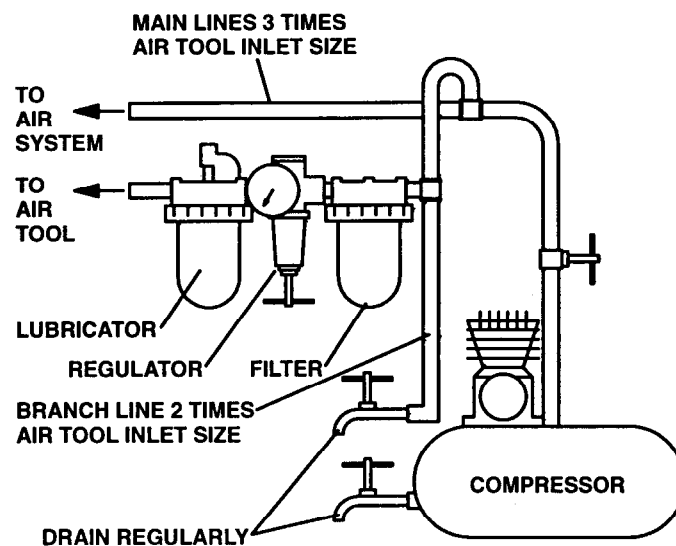 MAIN LINES 3 TIMES
AIR TOOL INLET SIZE
TO
AIR
SYSTEM
TO
AIR
TOOL
LUBRICATOR
REGULATOR
FILTER
BRANCH LINE 2 TIMES
AIR TOOL INLET SIZE
COMPRESSOR
DRAIN REGULARLY